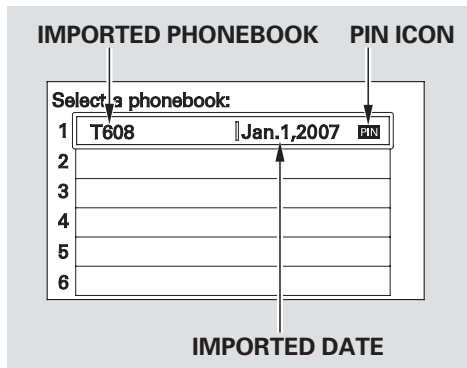 IMPORTED PHONEBOOK PIN ICON
Select a phonebook:
1 T608 Jan.1,2007 PIN
2
3
4
5
6
IMPORTED DATE